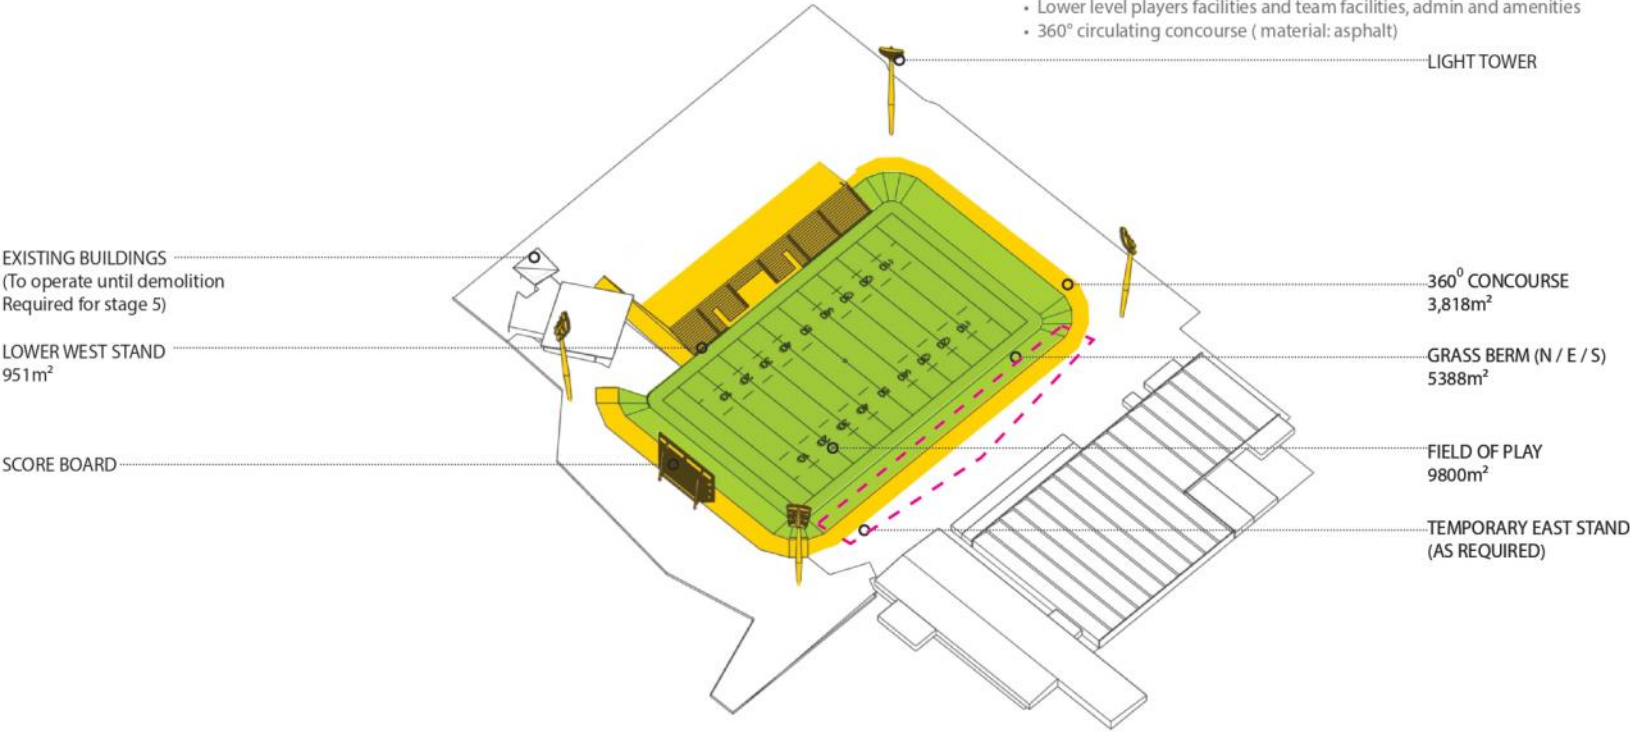 • Lower level players facilities and team facilities, admin and amenities
• 360° circulating concourse ( material: asphalt)
LIGHT TOWER
EXISTING BUILDINGS
(To operate until demolition
Required for stage 5)
360⁰ CONCOURSE
3,818m²
LOWER WEST STAND
951m²
GRASS BERM (N / E / S)
5388m²
SCORE BOARD
FIELD OF PLAY
9800m²
TEMPORARY EAST STAND
(AS REQUIRED)